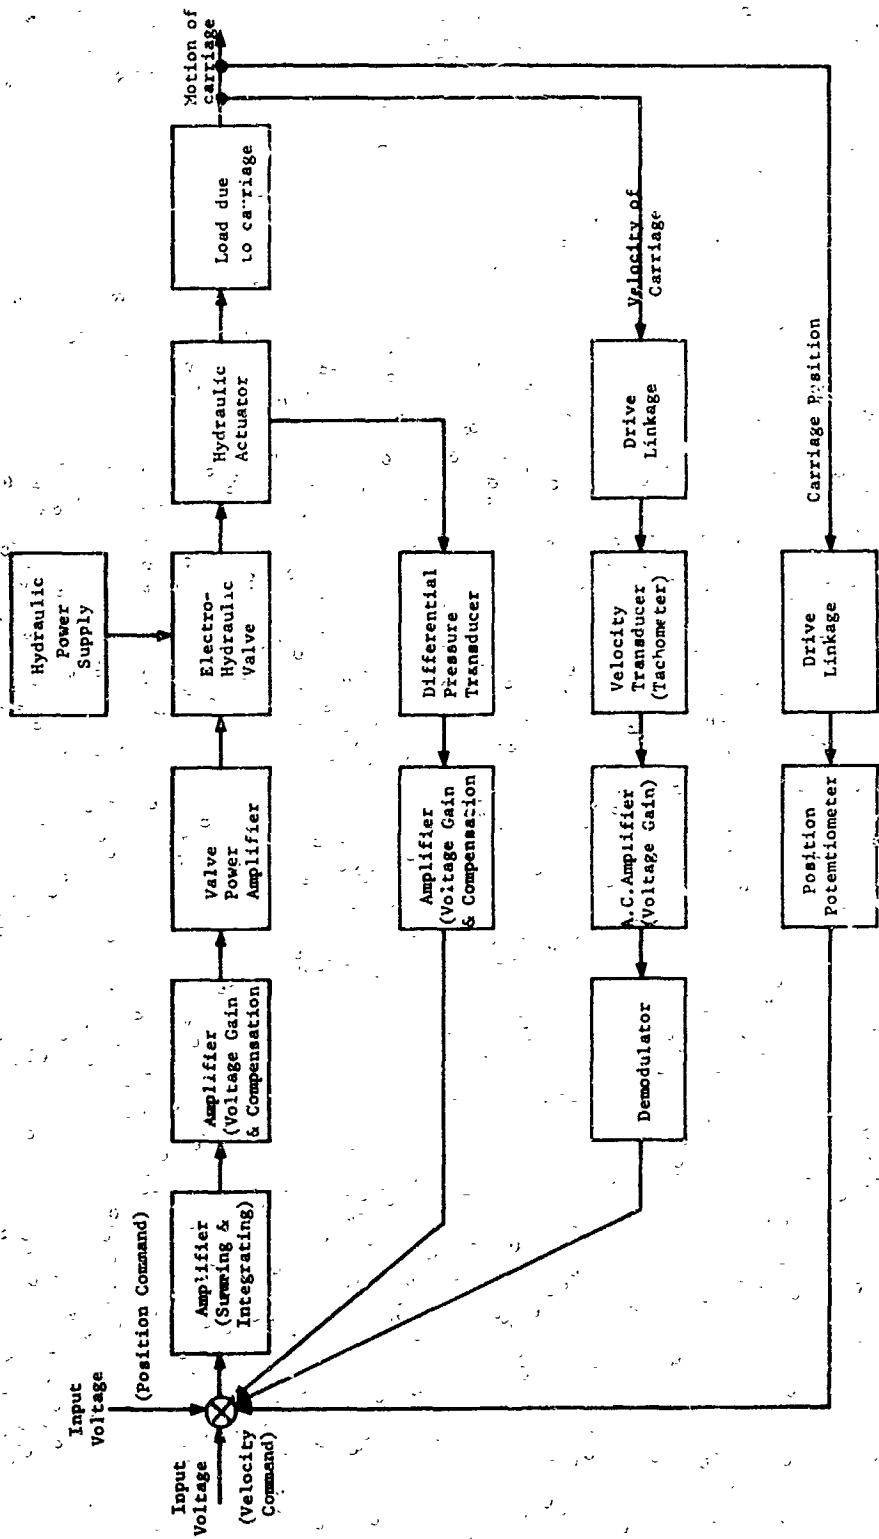 Input
Voltage
(Position Command)
Input
Voltage
(Velocity
Command)
Amplifier
(Summing &
Integrating)
Amplifier
(Voltage Gain
& Compensation)
Valve
Power
Amplifier
Hydraulic
Power
Supply
Electro-
Hydraulic
Valve
Hydraulic
Actuator
Load due
to carriage
Motion of
carriage
Amplifier
(Voltage Gain
& Compensation
Differential
Pressure
Transducer
Demodulator
A.C.Amplifier
(Voltage Gain)
Velocity
Transducer
(Tachometer)
Drive
Linkage
Velocity of
Carriage
Position
Potemtiometer
Drive
Linkage
Carriage Position